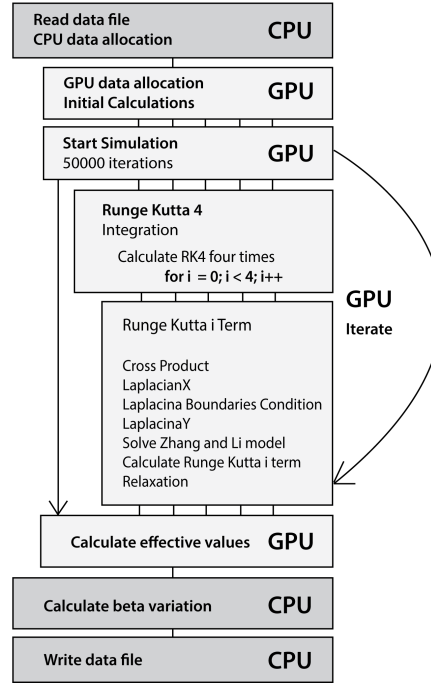 Read data file
CPU data allocation
CPU
GPU data allocation
Initial Calculations
GPU
Start Simulation
50000 iterations
GPU
Runge Kutta 4
Integration
Calculate RK4 four times
for i = 0; i < 4; i++
GPU
Iterate
Runge Kutta i Term
Cross Product
LaplacianX
Laplacina Boundaries Condition
LaplacinaY
Solve Zhang and Li model
Calculate Runge Kutta i term
Relaxation
Calculate effective values GPU
Calculate beta variation CPU
Write data file CPU